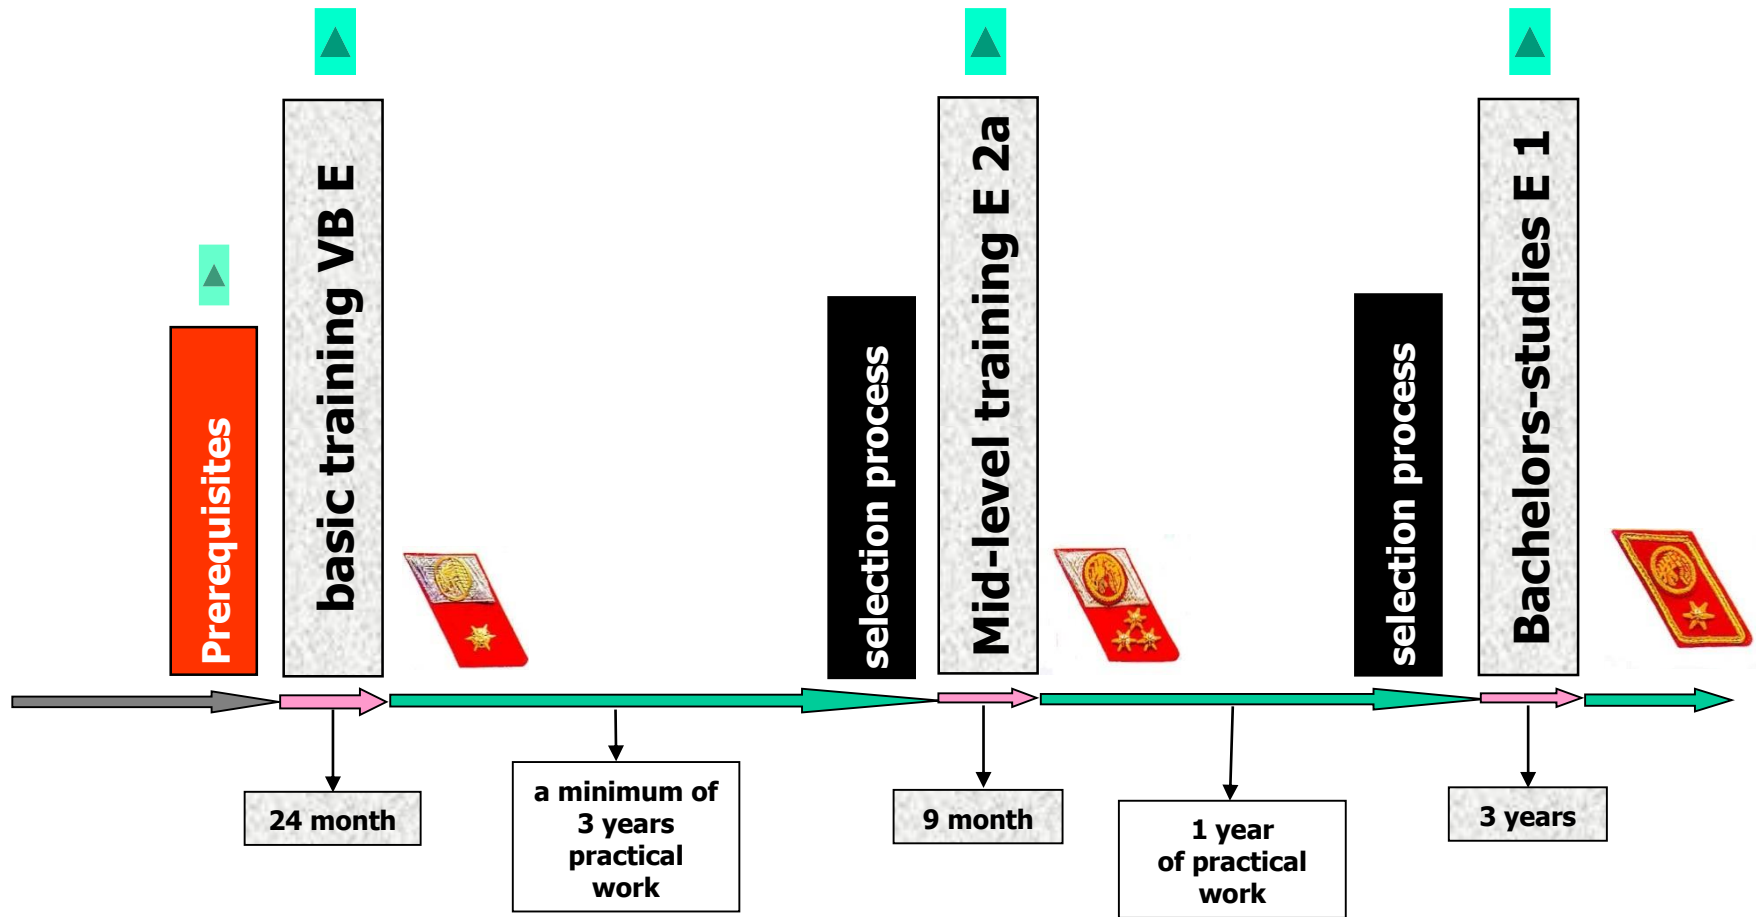 Prerequisites
basic training VB E
selection process
Mid-level training E 2a
selection process
Bachelors-studies E 1
24 month
a minimum of
3 years
practical
work
9 month
1 year
of practical
work
3 years